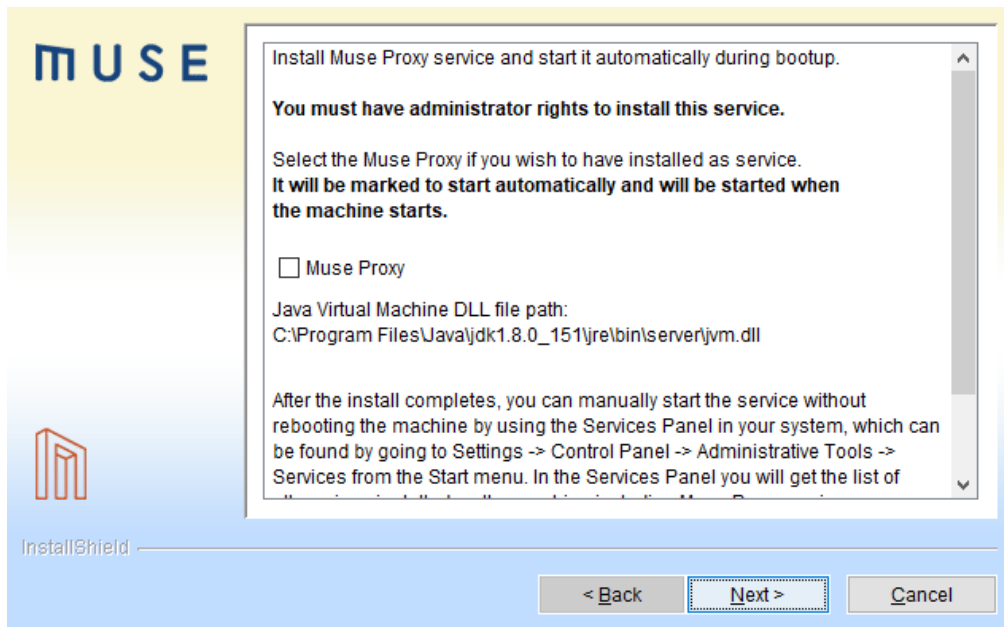 MUSE
Install Muse Proxy service and start it automatically during bootup.
You must have administrator rights to install this service.
Select the Muse Proxy if you wish to have installed as service.
It will be marked to start automatically and will be started when
the machine starts.
Muse Proxy
Java Virtual Machine DLL file path:
C:\Program Files\Java\jdk1.8.0_151\jre\bin\server\jvm.dll
After the install completes, you can manually start the service without
rebooting the machine by using the Services Panel in your system, which can
be found by going to Settings -> Control Panel -> Administrative Tools ->
Services from the Start menu. In the Services Panel you will get the list of
InstallShield
< Back
Next >
Cancel